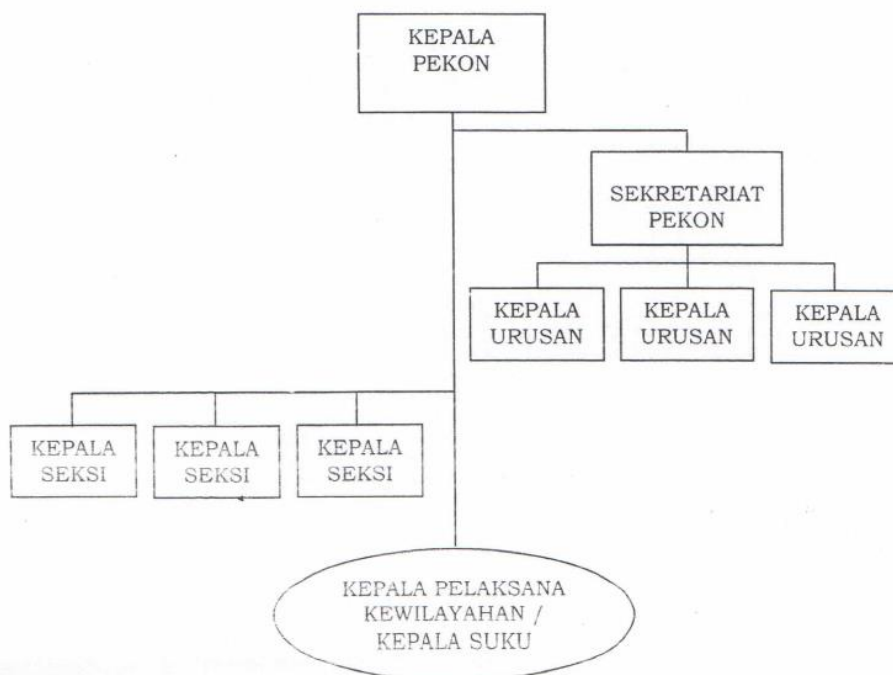 KEPALA
PEKON
SEKRETARIAT
PEKON
KEPALA
URUSAN
KEPALA
URUSAN
KEPALA
URUSAN
KEPALA
SEKSI
KEPALA
SEKSI
KEPALA
SEKSI
KEPALA PELAKSANA
KEWILAYAHAN /
KEPALA SUKU